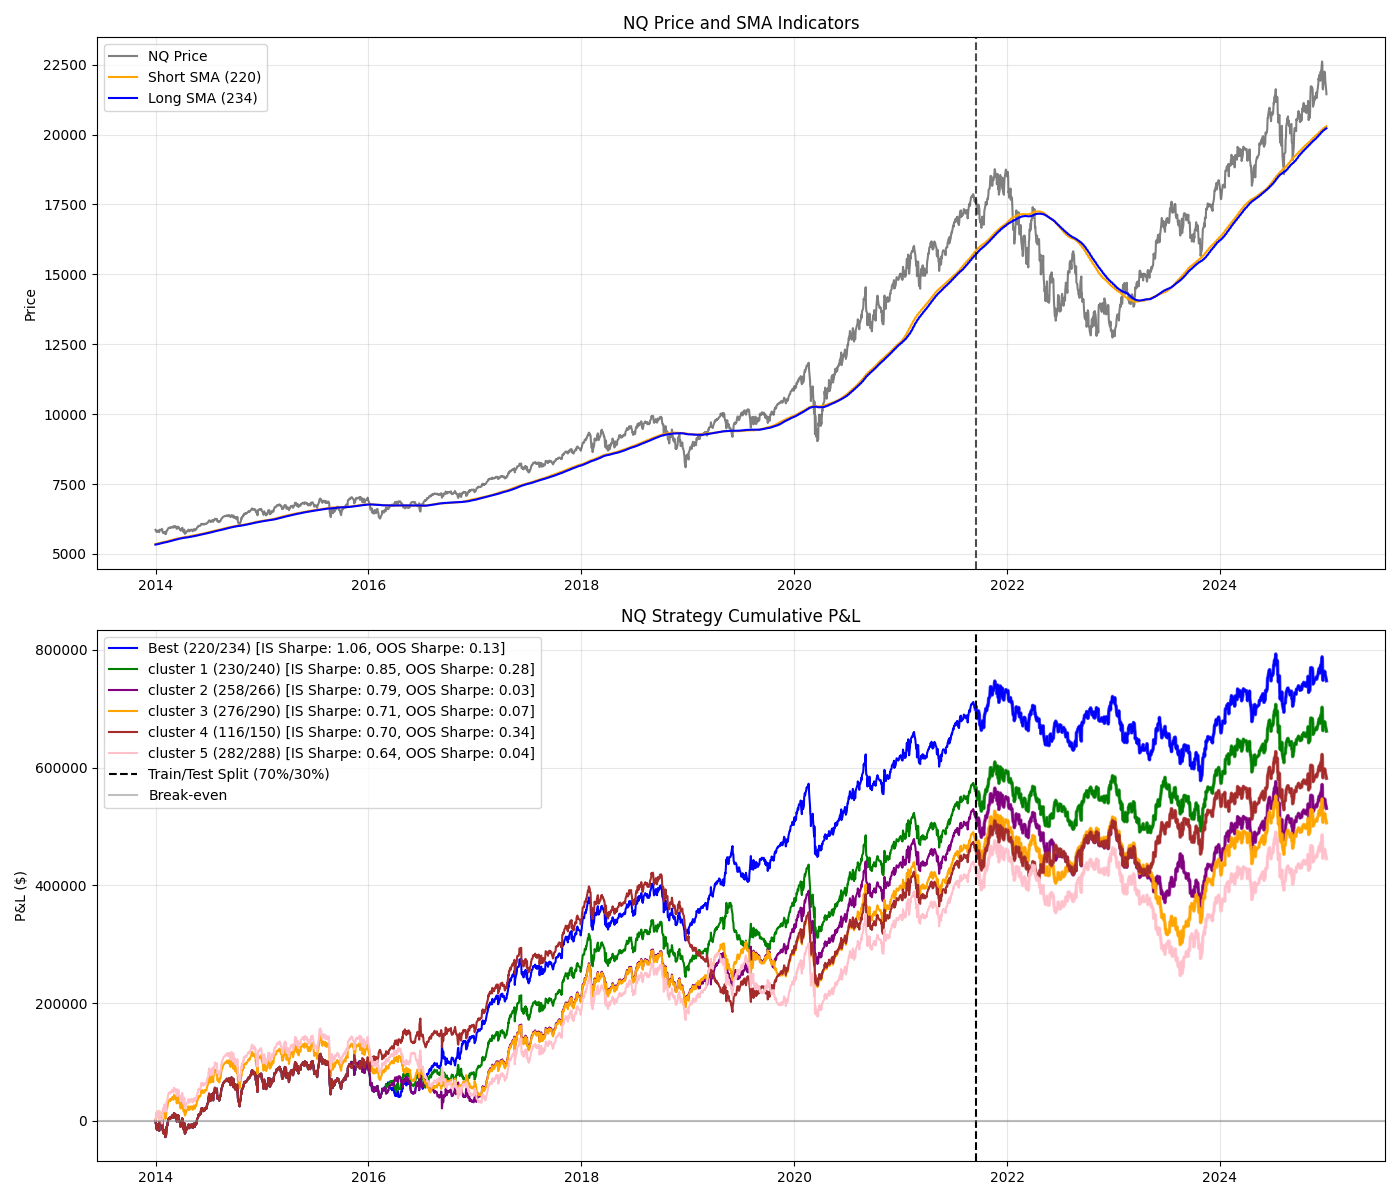 NQ Price and SMA Indicators
NQ Price
Short SMA (220)
Long SMA (234)
Price
22500
20000
17500
15000
12500
10000
7500
5000
2014
2016
2018
2020
2022
2024
NQ Strategy Cumulative P&L
Best (220/234) [IS Sharpe: 1.06, OOS Sharpe: 0.13]
cluster 1 (230/240) [IS Sharpe: 0.85, OOS Sharpe: 0.28]
cluster 2 (258/266) [IS Sharpe: 0.79, OOS Sharpe: 0.03]
cluster 3 (276/290) [IS Sharpe: 0.71, OOS Sharpe: 0.07]
cluster 4 (116/150) [IS Sharpe: 0.70, OOS Sharpe: 0.34]
cluster 5 (282/288) [IS Sharpe: 0.64, OOS Sharpe: 0.04]
Train/Test Split (70%/30%)
Break-even
P&L ($)
800000
600000
400000
200000
0
2014
2016
2018
2020
2022
2024